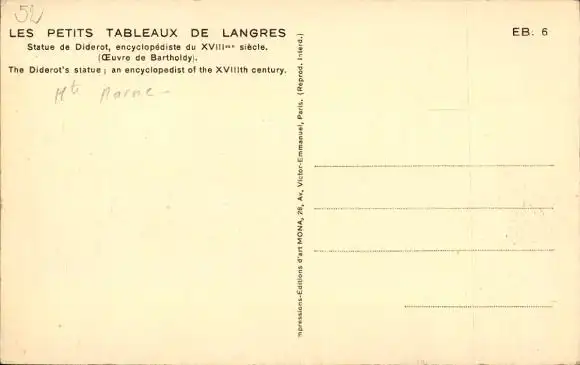 52
LES PETITS TABLEAUX DE LANGRES
Statue de Diderot, encyclopédiste du XVIIIme siècle.
(Œuvre de Bartholdy).
The Diderot's statue ; an encyclopedist of the XVIIIth century.
Hte Marne
EB. 6
mpressions-Editions d'art MONA, 28, Av. Victor-Emmanuel, Paris. (Reprod. Interd.)